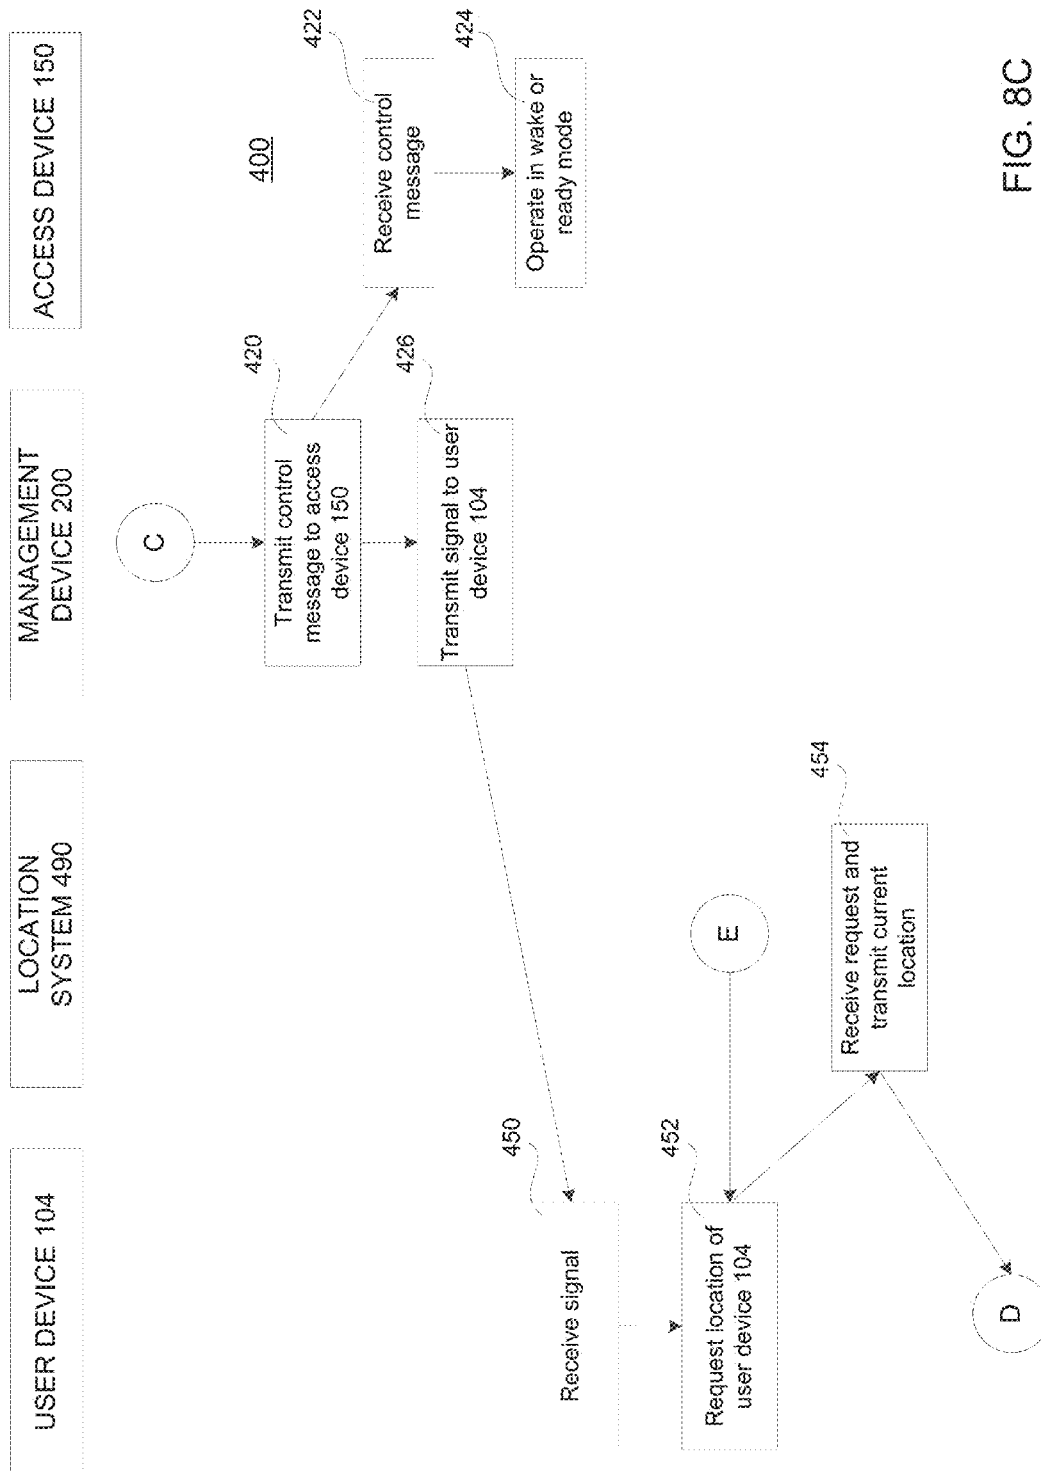 USER DEVICE 104
LOCATION
SYSTEM 490
MANAGEMENT
DEVICE 200
ACCESS DEVICE 150
C
400
420
Transmit control
message to access
device 150
422
Receive control
message
426
Transmit signal to user
device 104
424
Operate in wake or
ready mode
450
Receive signal
452
Request location of
user device 104
E
454
Receive request and
transmit current
location
D
FIG. 8C